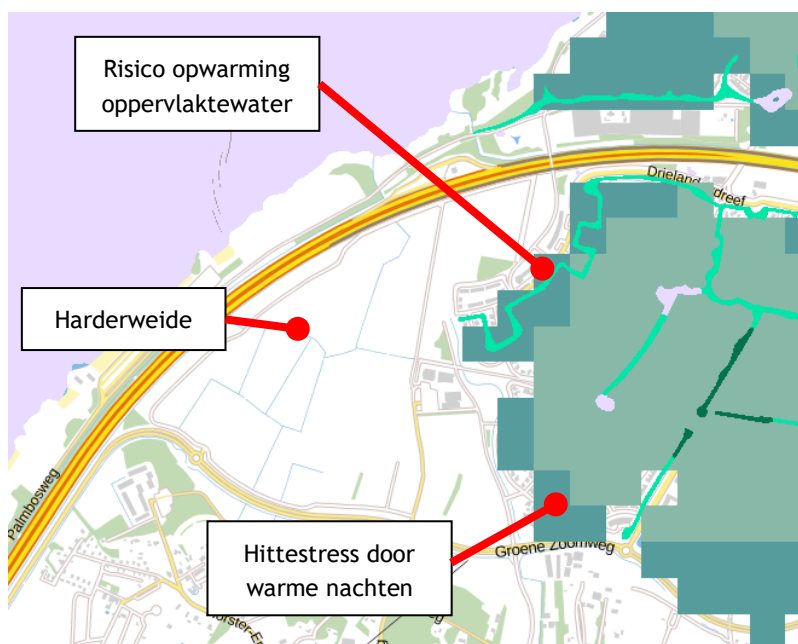 Risico opwarming
oppervlaktewater
Drieland
dreef
Harderweide
Palmbosweg
Hittestress door
warme nachten
Groene Zoomweg